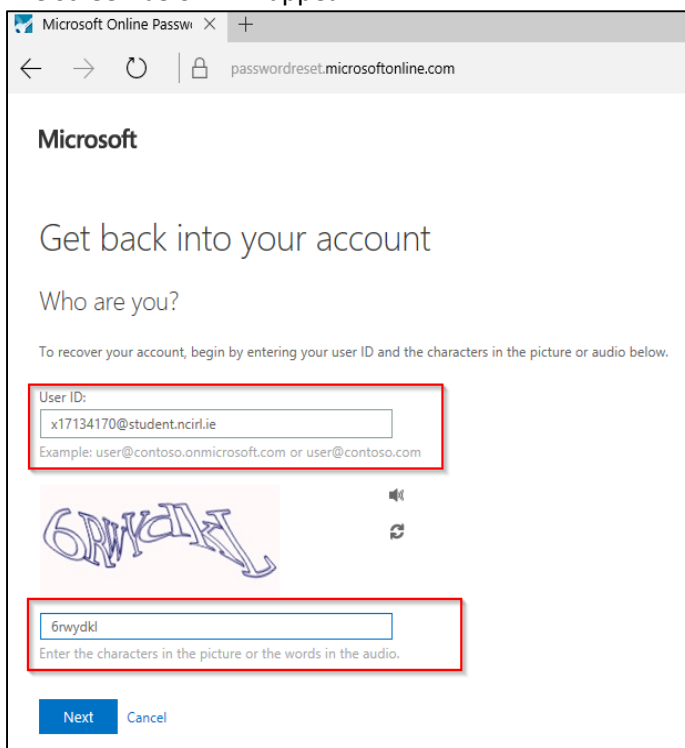 Microsoft Online Passw
passwordreset.microsoftonline.com
Microsoft
Get back into your account
Who are you?
To recover your account, begin by entering your user ID and the characters in the picture or audio below.
User ID:
x17134170@student.ncirl.ie
Example: user@contoso.onmicrosoft.com or user@contoso.com
6rwydkl
Enter the characters in the picture or the words in the audio.
Next Cancel